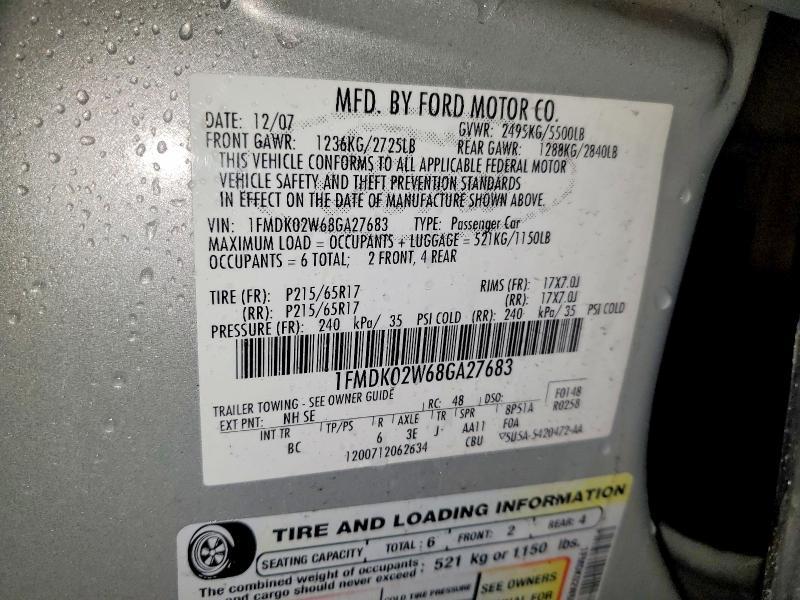 MFD. BY FORD MOTOR CO.
DATE: 12/07 GVWR: 2495KG/5500LB
FRONT GAWR: 1236KG/2725LB REAR GAWR: 1288KG/2840LB
THIS VEHICLE CONFORMS TO ALL APPLICABLE FEDERAL MOTOR
VEHICLE SAFETY AND THEFT PREVENTION STANDARDS
IN EFFECT ON THE DATE OF MANUFACTURE SHOWN ABOVE.
VIN: 1FMDK02W68GA27683 TYPE: Passenger Car
MAXIMUM LOAD = OCCUPANTS + LUGGAGE = 521KG/1150LB
OCCUPANTS = 6 TOTAL; 2 FRONT, 4 REAR
TIRE (FR): P215/65R17 RIMS (FR): 17X7.0J
(RR): P215/65R17 (RR): 17X7.0J
PRESSURE (FR): 240 kPa/ 35 PSI COLD (RR): 240 kPa/ 35 PSI COLD
1FMDK02W68GA27683
TRAILER TOWING - SEE OWNER GUIDE RC: 48 DSO: F0148
EXT PNT: NH SE R0258
INT TR TP/PS R AXLE TR SPR 8P51A
BC 6 3E J- AA11 F0A
1200712062634 CBU 5U5A-5420472-AA
TIRE AND LOADING INFORMATION
SEATING CAPACITY TOTAL: 6 FRONT: 2 REAR: 4
The combined weight of occupants
and cargo should never exceed: 521 kg or 1150 lbs.
COLD TIRE PRESSURE SEE OWNERS